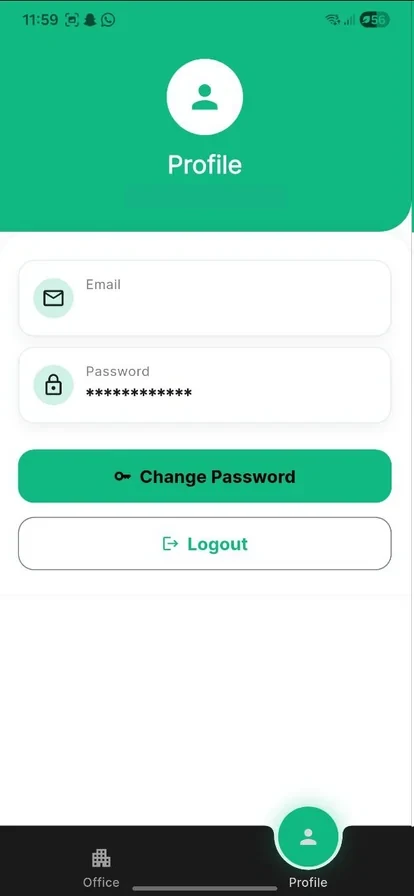 11:59
56
Profile
Email
Password
************
Change Password
Logout
Office
Profile